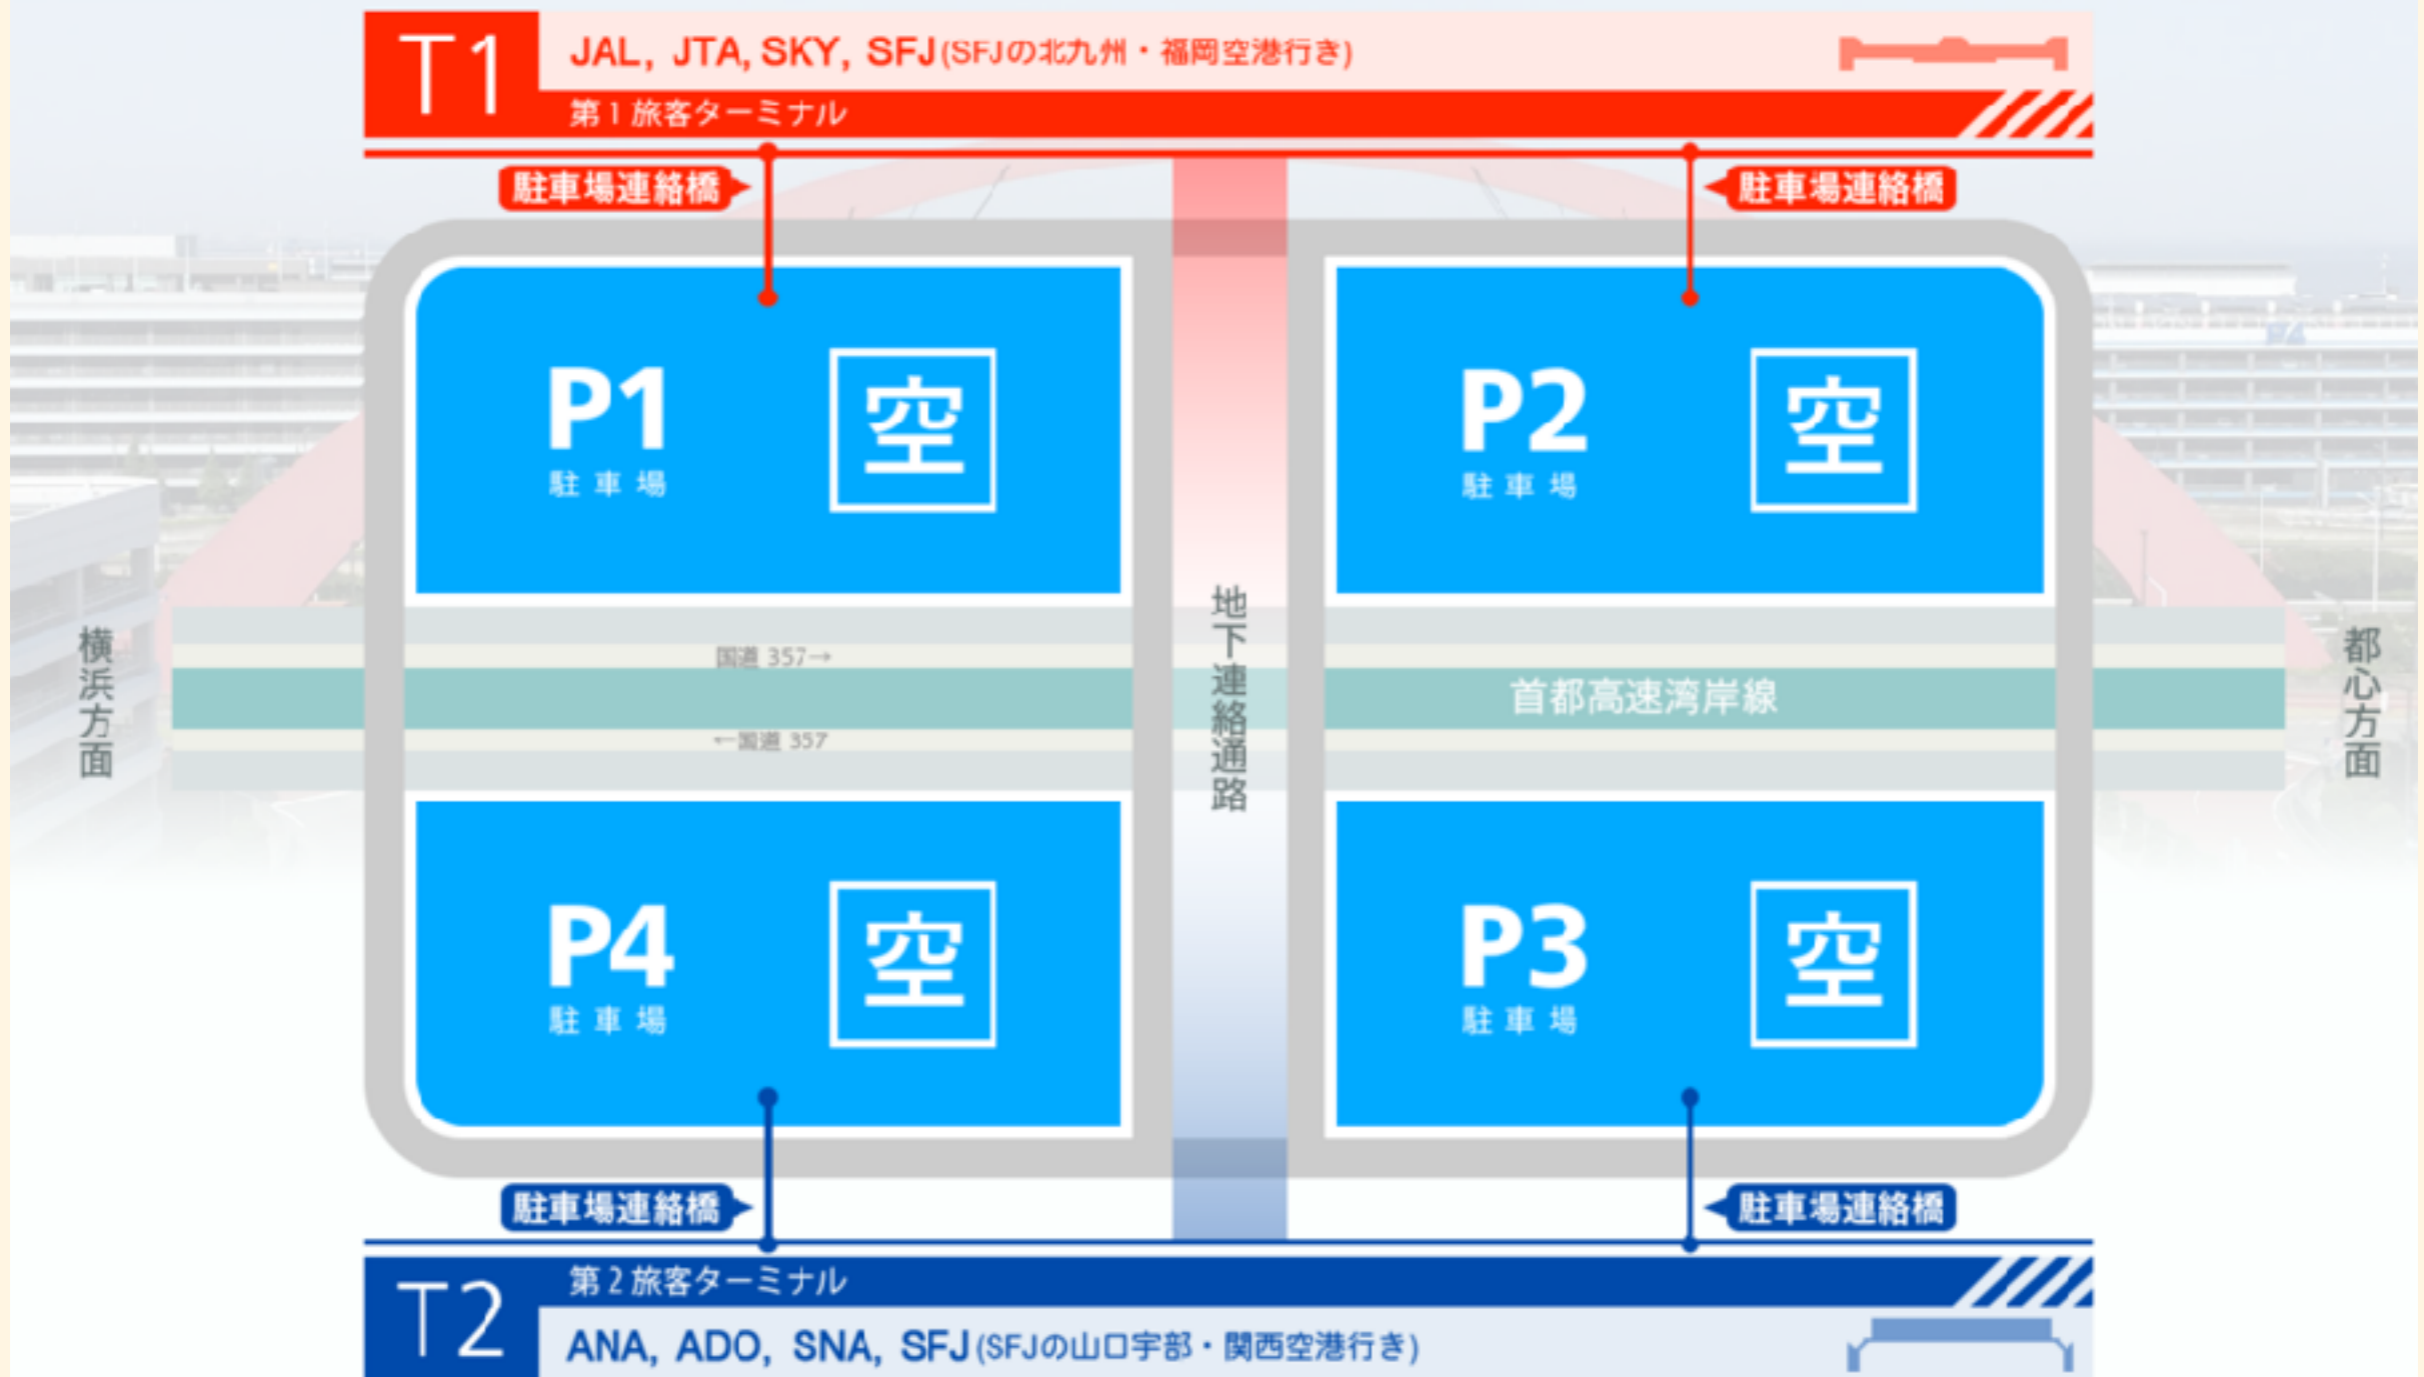 T1
JAL, JTA, SKY, SFJ(SFJの北九州・福岡空港行き)
第1旅客ターミナル
駐車場連絡橋
駐車場連絡橋
P1
駐車場
空
P2
駐車場
空
横浜方面
国道 357→
←国道 357
地下連絡通路
首都高速湾岸線
都心方面
P4
駐車場
空
P3
駐車場
空
駐車場連絡橋
駐車場連絡橋
T2
第2旅客ターミナル
ANA, ADO, SNA, SFJ(SFJの山口宇部・関西空港行き)